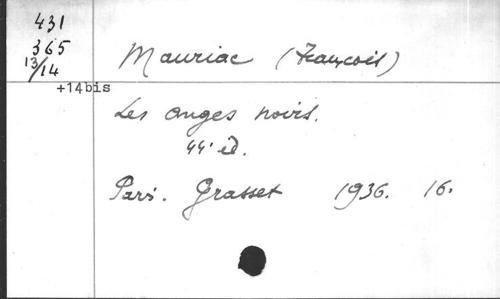 431
365
13/14
+14bis
Mauriac (François)
Les anges noirs.
44e éd.
Paris. Grasset 1936. 16.